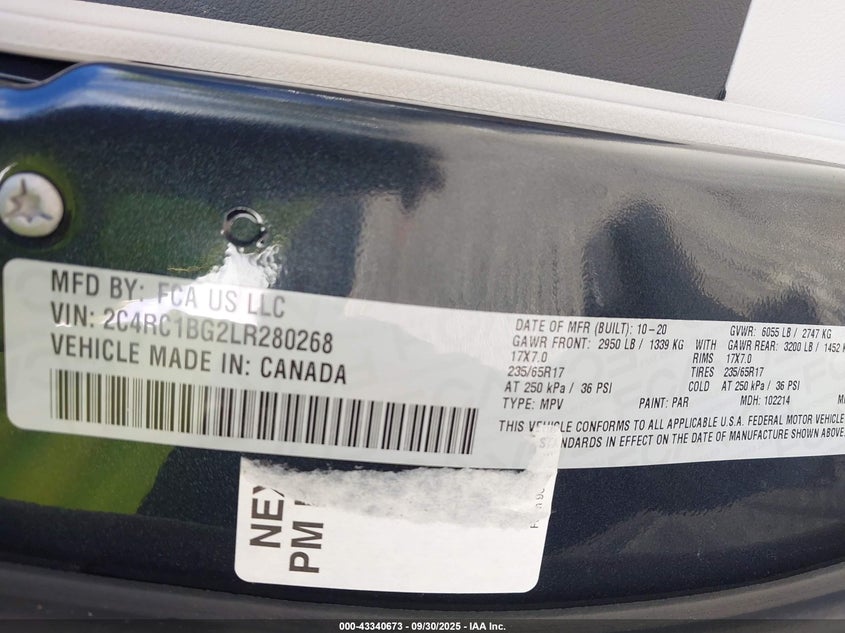 MFD BY: FCA US LLC
VIN: 2C4RC1BG2LR280268
VEHICLE MADE IN: CANADA
DATE OF MFR (BUILT): 10-20 GVWR: 6055 LB / 2747 KG
GAWR FRONT: 2950 LB / 1339 KG WITH GAWR REAR: 3200 LB / 1452 K
17X7.0 RIMS 17X7.0
235/65R17 TIRES 235/65R17
AT 250 kPa / 36 PSI COLD AT 250 kPa / 36 PSI
TYPE: MPV PAINT: PAR MDH: 102214
THIS VEHICLE CONFORMS TO ALL APPLICABLE U.S.A. FEDERAL MOTOR VEHICLE
STANDARDS IN EFFECT ON THE DATE OF MANUFACTURE SHOWN ABOVE.
NEX
PM
000-43340673 - 09/30/2025 - IAA Inc.